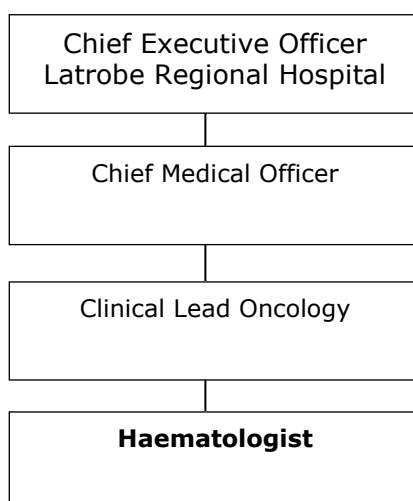 Chief Executive Officer
Latrobe Regional Hospital
Chief Medical Officer
Clinical Lead Oncology
Haematologist